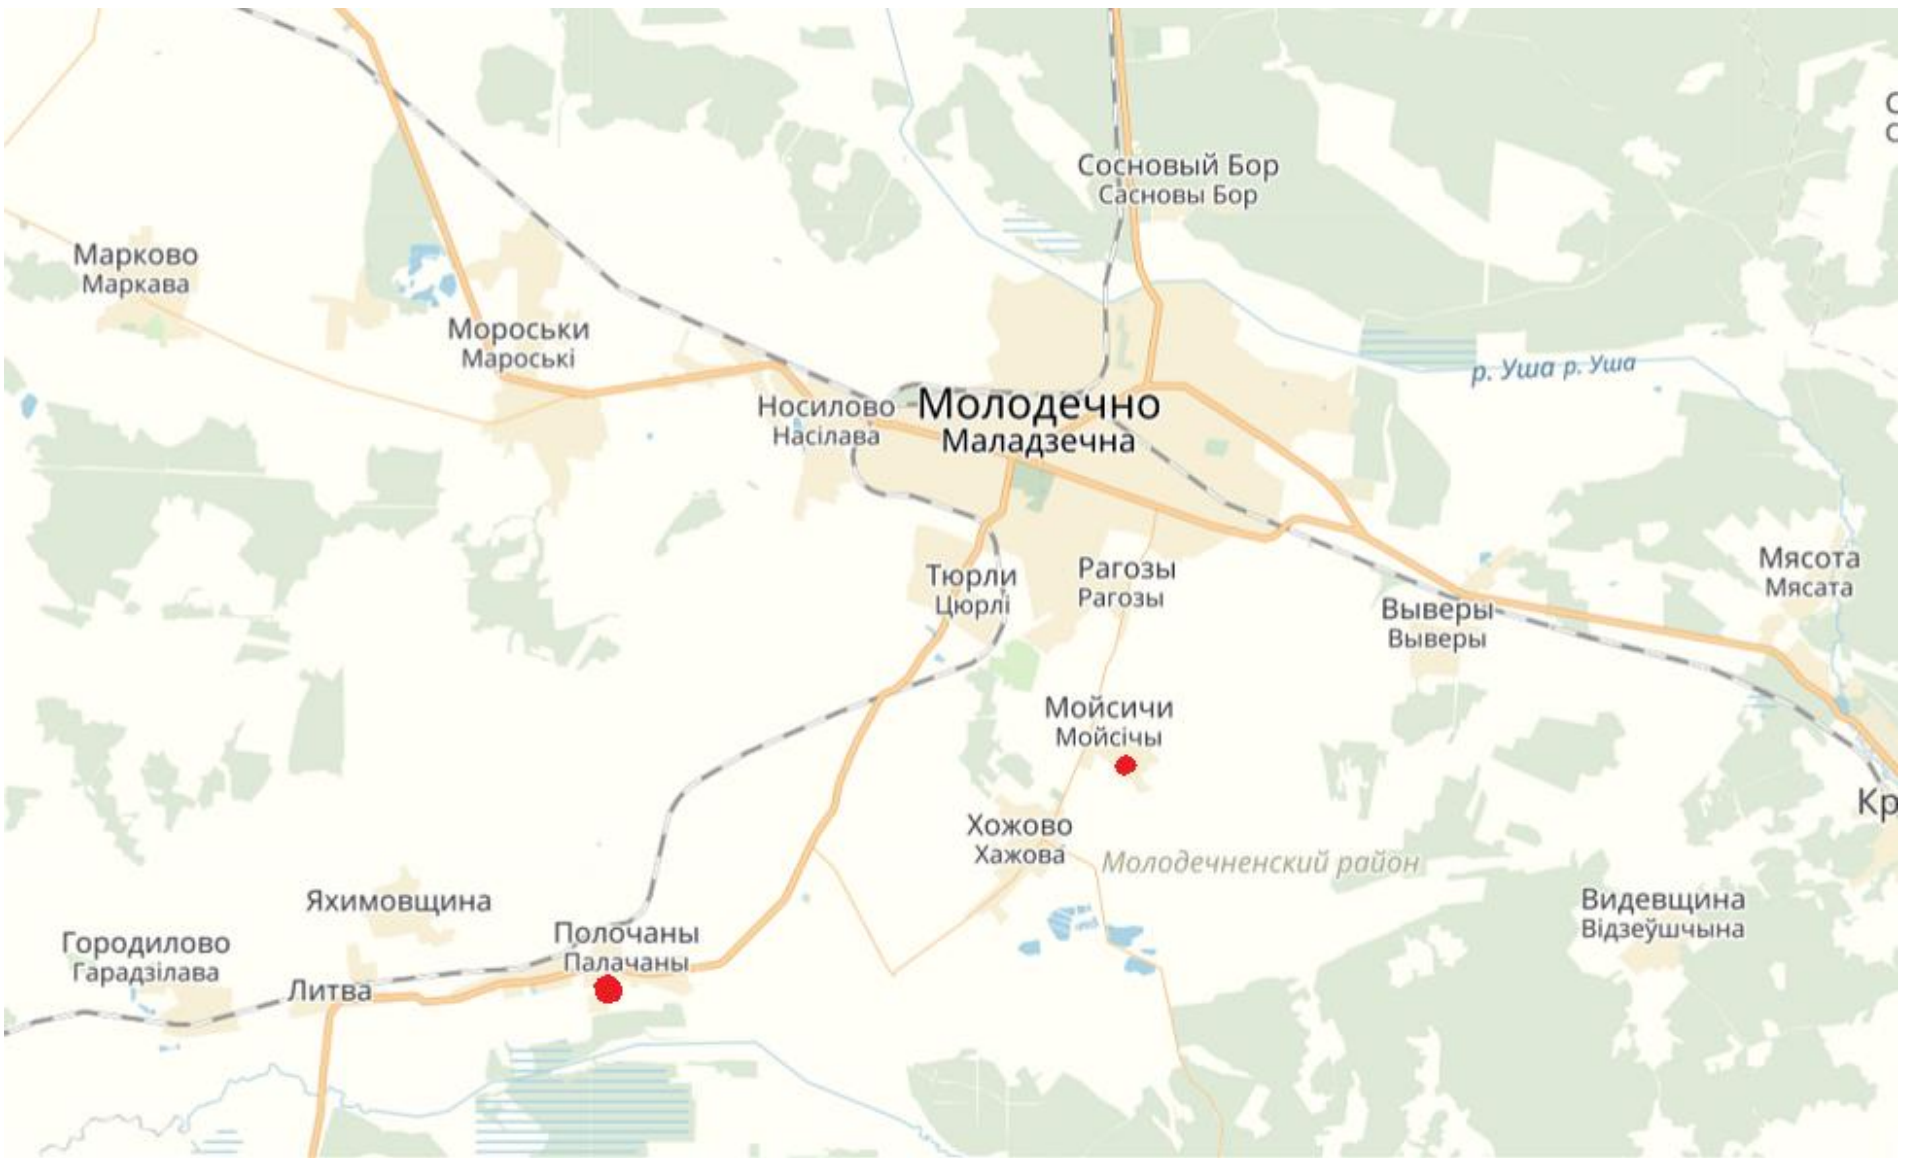 С
С
Сосновый Бор
Сасновы Бор
Марково
Маркава
Мороськи
Мароські
р. Уша р. Уша
Носилово
Насілава
Молодечно
Маладзечна
Тюрли
Цюрлі
Рагозы
Рагозы
Выверы
Выверы
Мясота
Мясата
Мойсичи
Мойсічы
Кр
Хожово
Хажова
Молодечненский район
Яхимовщина
Видевщина
Відзеўшчына
Городилово
Гарадзілава
Полочаны
Палачаны
Литва